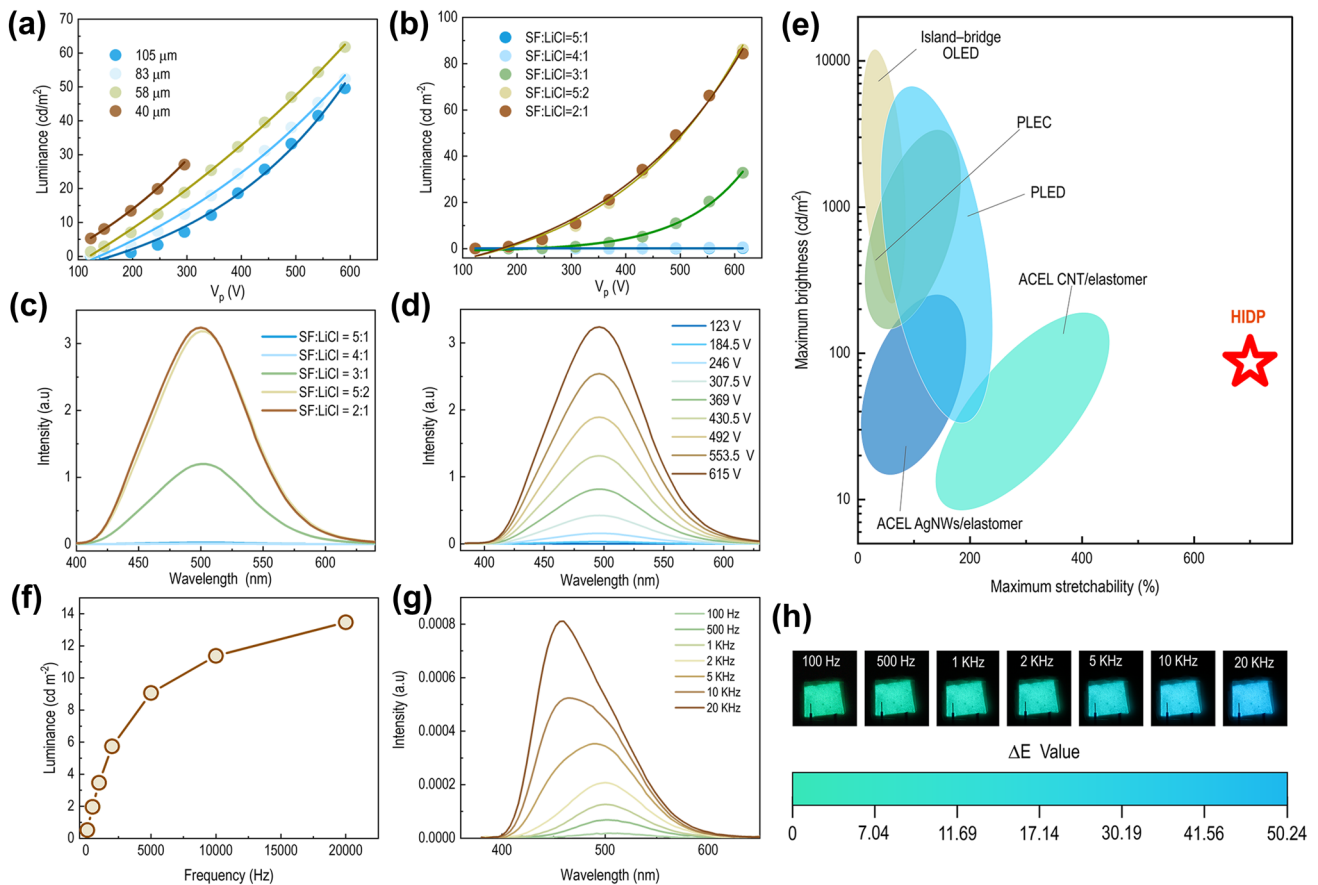 (a)
70
60
50
40
30
20
10
0
Luminance (cd/m²)
105 μm
83 μm
58 μm
40 μm
100 200 300 400 500 600
Vp (V)
(b)
100
80
60
40
20
0
Luminance (cd m⁻²)
SF:LiCl=5:1
SF:LiCl=4:1
SF:LiCl=3:1
SF:LiCl=5:2
SF:LiCl=2:1
100 200 300 400 500 600
Vp (V)
(c)
3
2
1
0
Intensity (a.u)
SF:LiCl = 5:1
SF:LiCl = 4:1
SF:LiCl = 3:1
SF:LiCl = 5:2
SF:LiCl = 2:1
400 450 500 550 600
Wavelength (nm)
(d)
3
2
1
0
Intensity (a.u)
123 V
184.5 V
246 V
307.5 V
369 V
430.5 V
492 V
553.5 V
615 V
400 450 500 550 600
Wavelength (nm)
(e)
10000
1000
100
10
Maximum brightness (cd/m²)
Island–bridge
OLED
PLEC
PLED
ACEL CNT/elastomer
HIDP
ACEL AgNWs/elastomer
0 200 400 600
Maximum stretchability (%)
(f)
14
12
10
8
6
4
2
0
Luminance (cd m⁻²)
0 5000 10000 15000 20000
Frequency (Hz)
(g)
0.0008
0.0006
0.0004
0.0002
0.0000
Intensity (a.u)
100 Hz
500 Hz
1 KHz
2 KHz
5 KHz
10 KHz
20 KHz
400 500 600
Wavelength (nm)
(h)
100 Hz 500 Hz 1 KHz 2 KHz 5 KHz 10 KHz 20 KHz
ΔE Value
0 7.04 11.69 17.14 30.19 41.56 50.24